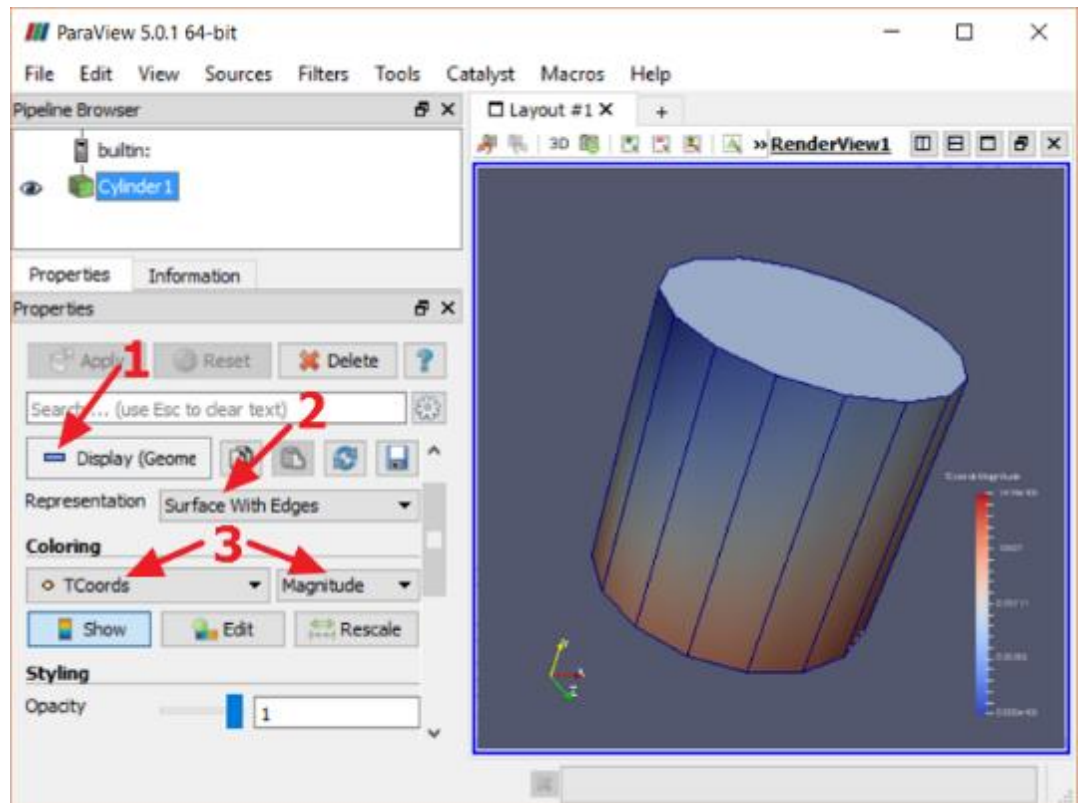 ParaView 5.0.1 64-bit
File Edit View Sources Filters Tools Catalyst Macros Help
Pipeline Browser
builtin:
Cylinder1
Properties Information
Properties
Apply Reset Delete ?
Search ... (use Esc to clear text)
1
2
Display (Geome
Representation Surface With Edges
Coloring
3
TCoords Magnitude
Show Edit Rescale
Styling
Opacity 1
Layout #1 +
3D » RenderView1